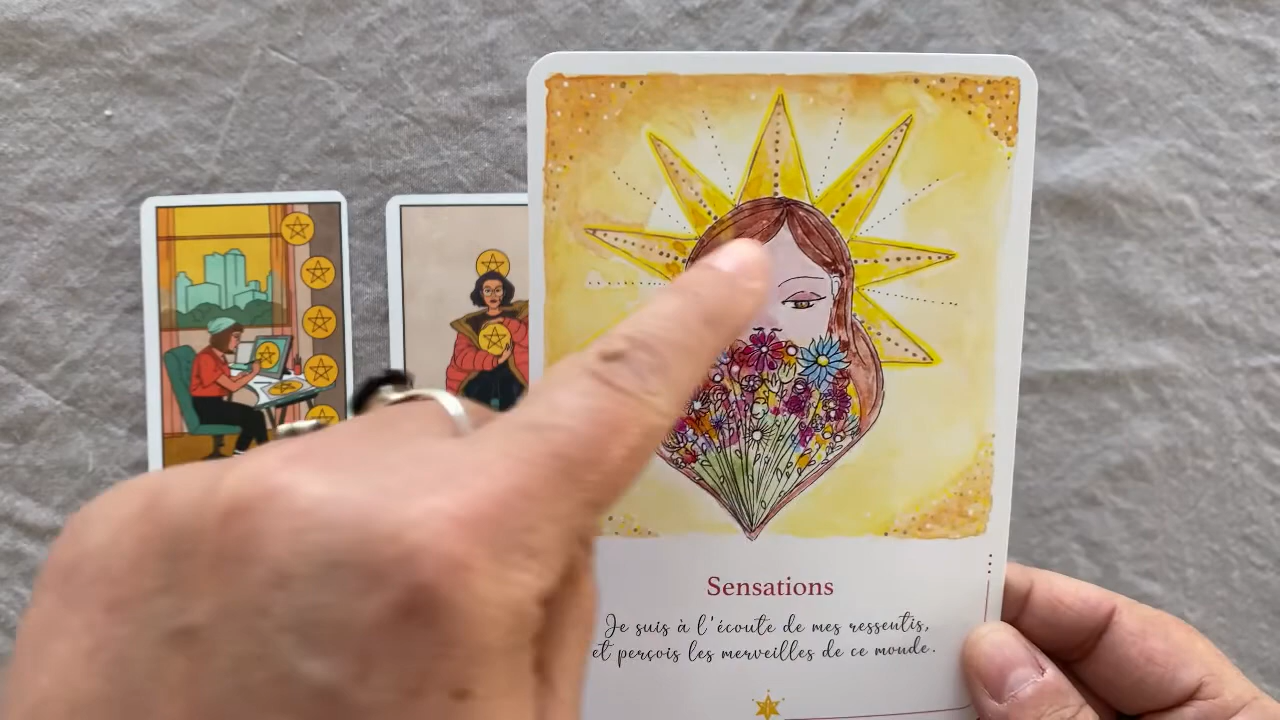 Sensations
Je suis à l'écoute de mes ressentis,
et perçois les merveilles de ce monde.